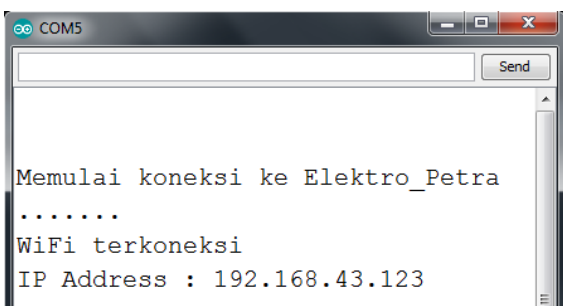 COM5
Send
Memulai koneksi ke Elektro_Petra
.......
WiFi terkoneksi
IP Address : 192.168.43.123